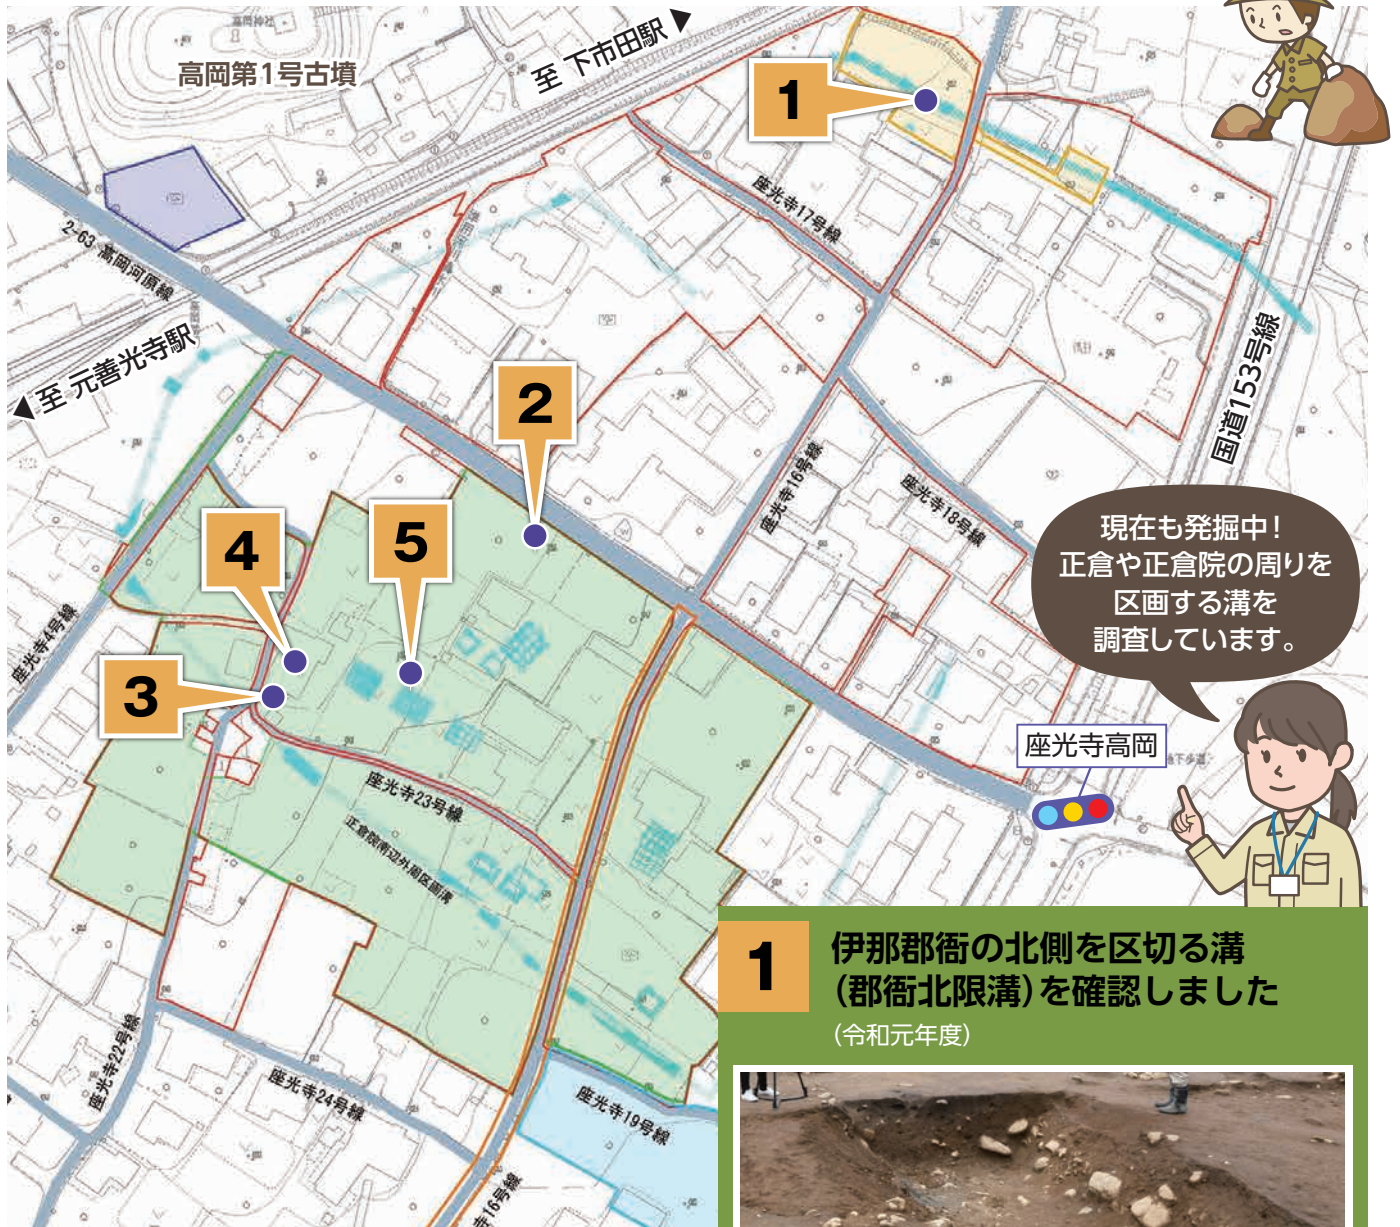 高岡神社
高岡第1号古墳
至 下市田駅
1
座光寺17号線
2-63 高岡河原線
至 元善光寺駅
国道153号線
2
座光寺16号線
座光寺18号線
現在も発掘中!
正倉や正倉院の周りを
区画する溝を
調査しています。
4
5
座光寺4号線
3
座光寺高岡
地下歩道
座光寺23号線
正倉院南辺外周区画溝
1
伊那郡衙の北側を区切る溝
(郡衙北限溝)を確認しました
(令和元年度)
座光寺22号線
座光寺24号線
座光寺19号線
寺16号線